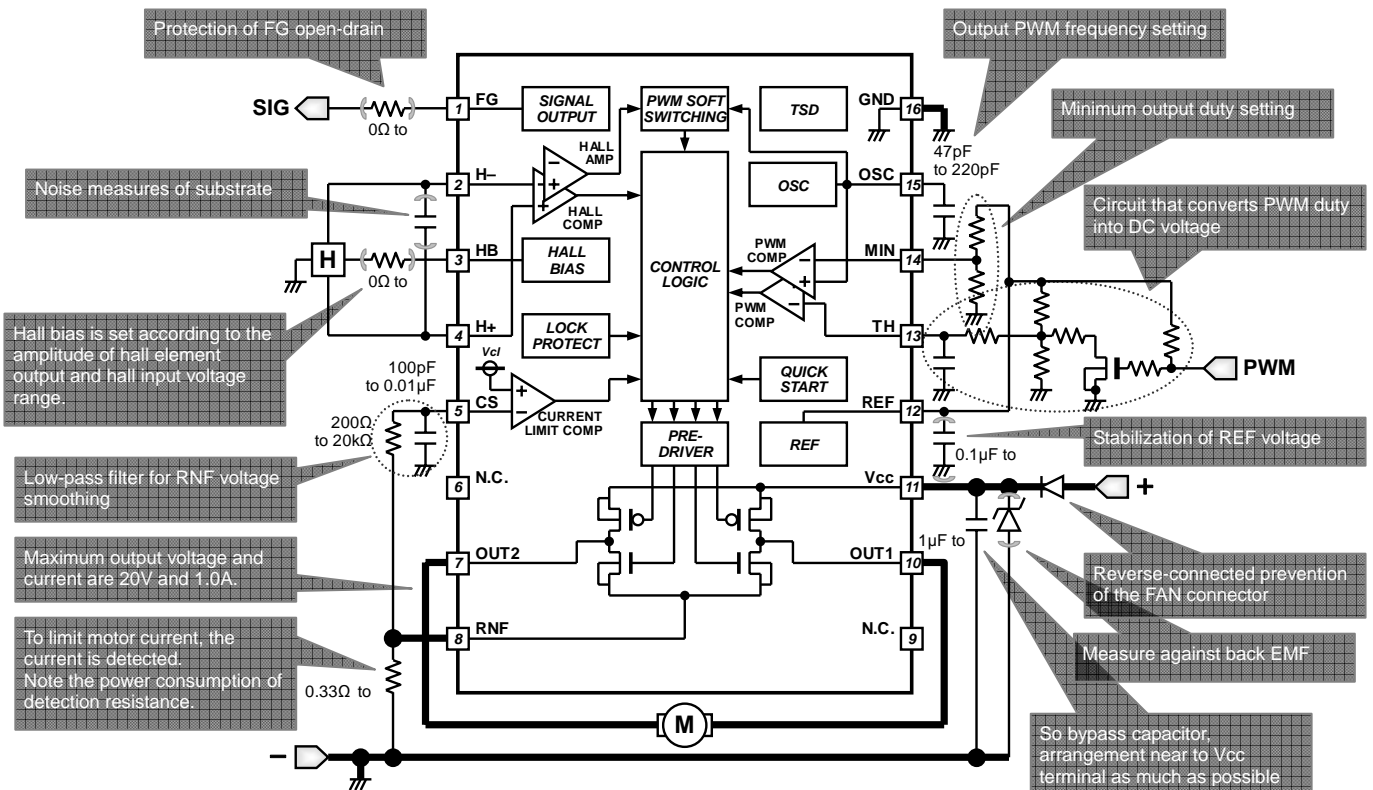 Protection of FG open-drain
Output PWM frequency setting
SIG
0Ω to
1
FG
SIGNAL
OUTPUT
PWM SOFT
SWITCHING
TSD
GND
16
Minimum output duty setting
47pF
to 220pF
HALL
AMP
Noise measures of substrate
2
H–
HALL
COMP
OSC
OSC
15
Circuit that converts PWM duty
into DC voltage
H
0Ω to
3
HB
HALL
BIAS
CONTROL
LOGIC
PWM
COMP
MIN
14
PWM
COMP
Hall bias is set according to the
amplitude of hall element
output and hall input voltage
range.
4
H+
LOCK
PROTECT
TH
13
PWM
100pF
to 0.01µF
Vcl
QUICK
START
5
CS
CURRENT
LIMIT COMP
REF
12
200Ω
to 20kΩ
PRE-
DRIVER
REF
0.1µF to
Stabilization of REF voltage
Low-pass filter for RNF voltage
smoothing
6
N.C.
Vcc
11
+
Maximum output voltage and
current are 20V and 1.0A.
7
OUT2
OUT1
10
1µF to
Reverse-connected prevention
of the FAN connector
To limit motor current, the
current is detected.
Note the power consumption of
detection resistance.
8
RNF
N.C.
9
Measure against back EMF
0.33Ω to
M
–
So bypass capacitor,
arrangement near to Vcc
terminal as much as possible